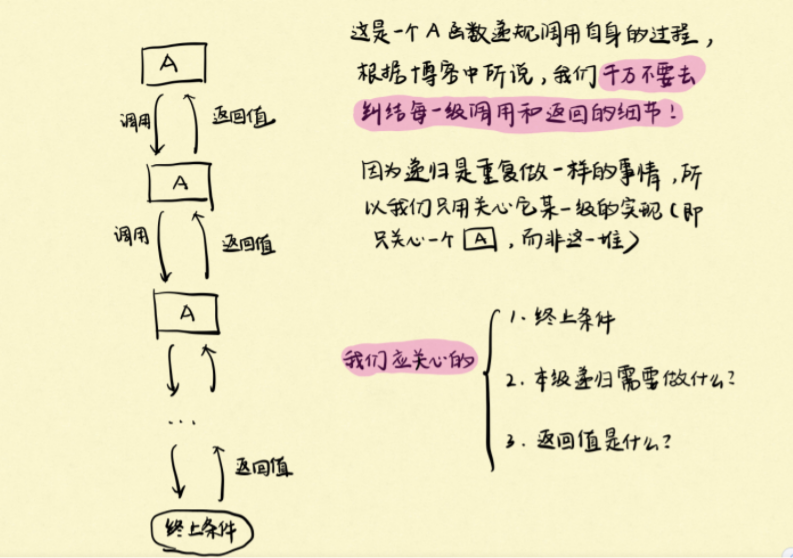 这是一个A函数递规调用自身的过程，
根据博客中所说，我们千万不要去
纠结每一级调用和返回的细节！
因为递归是重复做一样的事情，所
以我们只用关心它某一级的实现（即
只关心一个 A ，而非这一堆）
我们应关心的
1. 终止条件
2. 本级递归需要做什么？
3. 返回值是什么？
A
调用
返回值
A
调用
返回值
A
...
返回值
终止条件